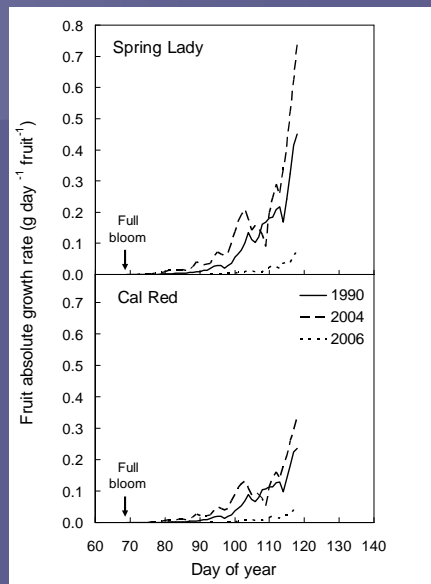 Fruit absolute growth rate (g day ⁻¹ fruit⁻¹)
0.8
0.7
0.6
0.5
0.4
0.3
0.2
0.1
0.0
Spring Lady
Full
bloom
0.7
0.6
0.5
0.4
0.3
0.2
0.1
0.0
Cal Red
1990
2004
2006
Full
bloom
60 70 80 90 100 110 120 130 140
Day of year